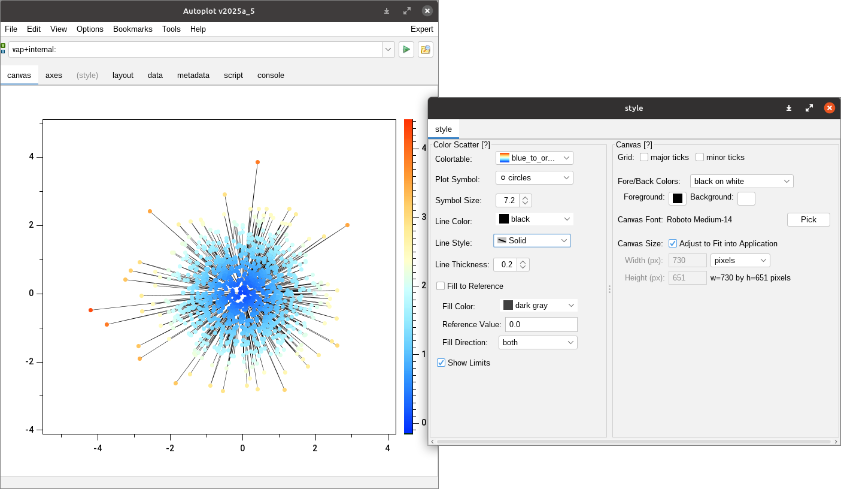 Autoplot v2025a_5
File Edit View Options Bookmarks Tools Help Expert
vap+internal:
canvas axes (style) layout data metadata script console
4
2
0
-2
-4
-4 -2 0 2 4
4
3
2
1
0
style
style
Color Scatter [?]
Colortable: blue_to_or...
Plot Symbol: circles
Symbol Size: 7.2
Line Color: black
Line Style: Solid
Line Thickness: 0.2
Fill to Reference
Fill Color: dark gray
Reference Value: 0.0
Fill Direction: both
Show Limits
Canvas [?]
Grid: major ticks minor ticks
Fore/Back Colors: black on white
Foreground: Background:
Canvas Font: Roboto Medium-14 Pick
Canvas Size: Adjust to Fit into Application
Width (px): 730 pixels
Height (px): 651 w=730 by h=651 pixels